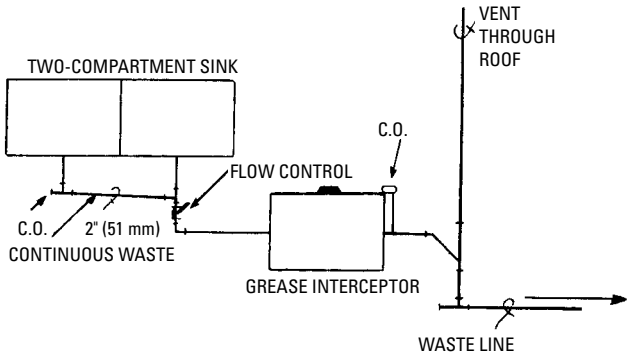 VENT
THROUGH
ROOF
TWO-COMPARTMENT SINK
C.O.
FLOW CONTROL
C.O.
2" (51 mm)
CONTINUOUS WASTE
GREASE INTERCEPTOR
WASTE LINE